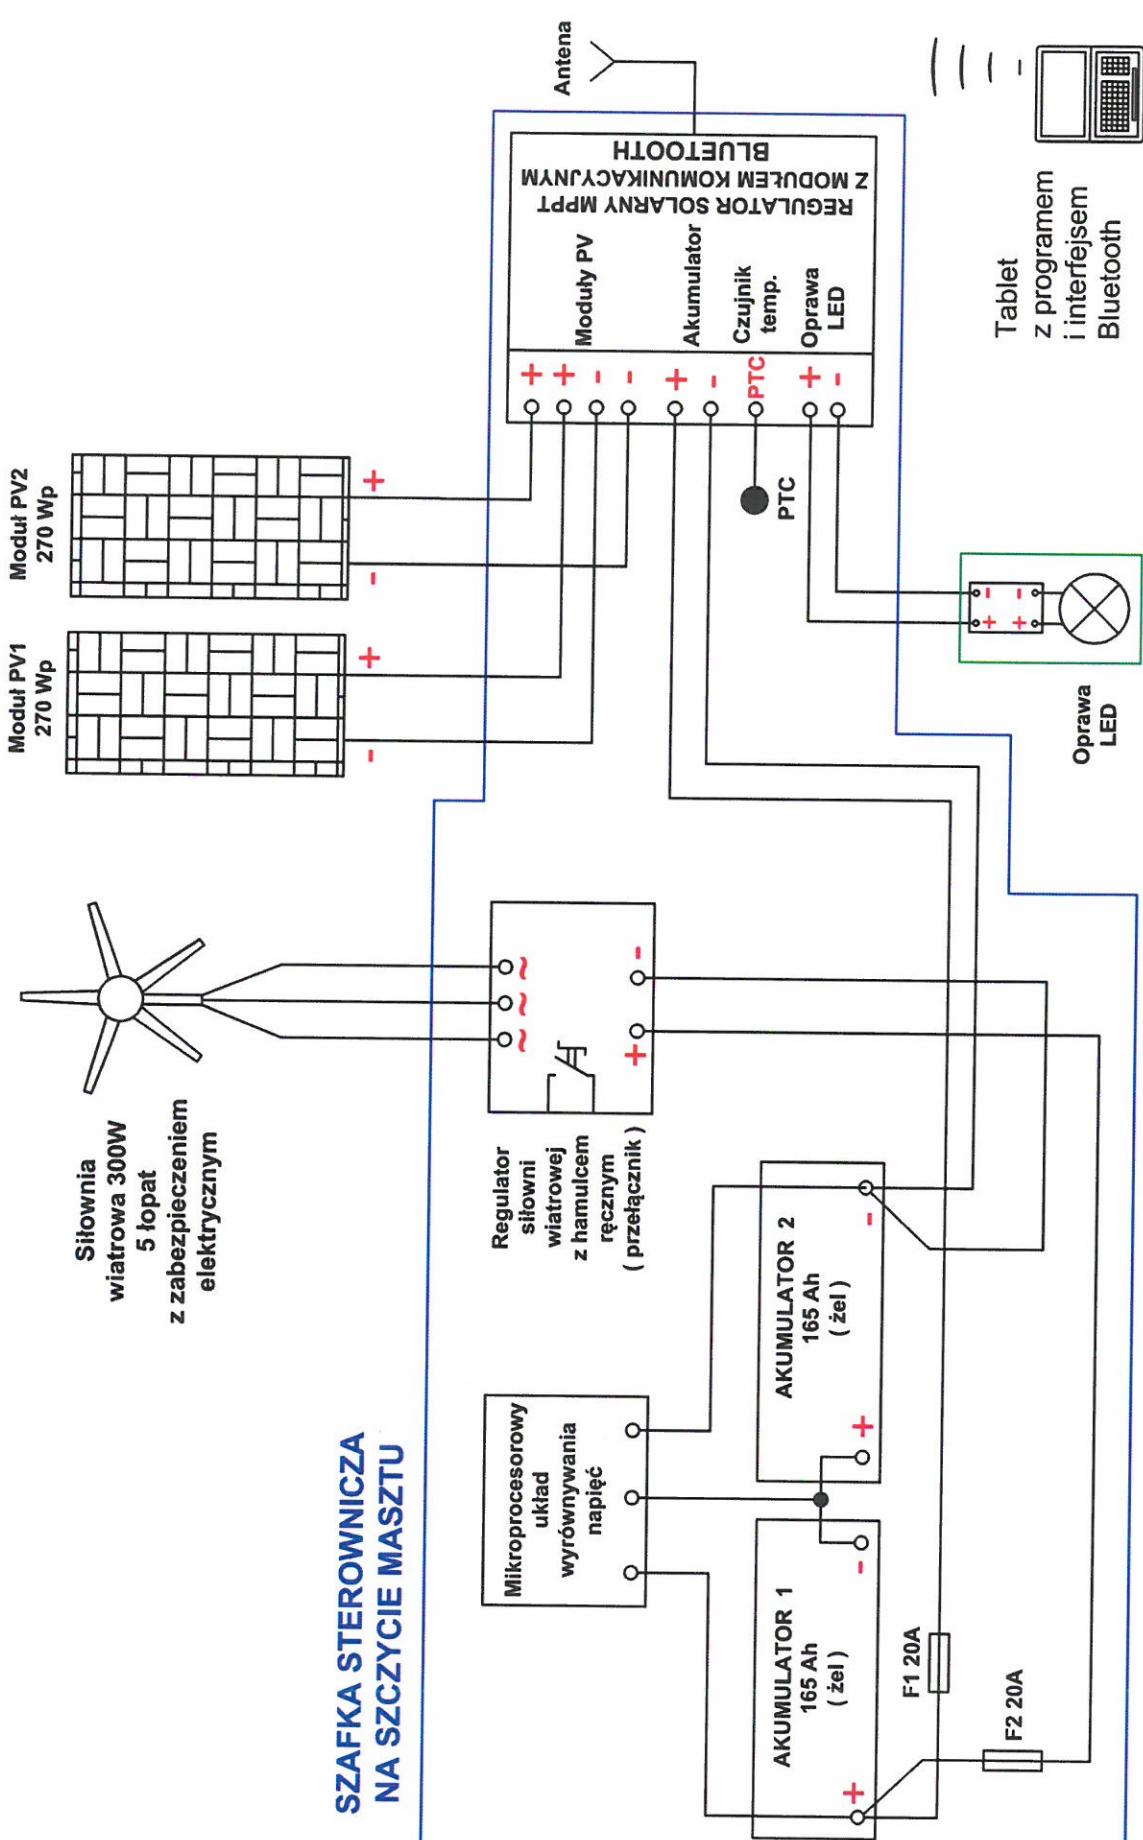 SZAFKA STEROWNICZA
NA SZCZYCIE MASZTU
Siłownia
wiatrowa 300W
5 łopat
z zabezpieczeniem
elektrycznym
Moduł PV1
270 Wp
-
+
Moduł PV2
270 Wp
-
+
Antena
Mikroprocesorowy
układ
wyrównywania
napięć
Regulator
siłowni
wiatrowej
z hamulcem
ręcznym
( przełącznik )
~
~
~
+
-
REGULATOR SOLARNY MPPT
Z MODUŁEM KOMUNIKACYJNYM
BLUETOOTH
+
+
-
-
Moduły PV
+
-
Akumulator
PTC
Czujnik
temp.
+
-
Oprawa
LED
PTC
AKUMULATOR 1
165 Ah
( żel )
+
-
AKUMULATOR 2
165 Ah
( żel )
+
-
F1 20A
F2 20A
Oprawa
LED
+ -
+ -
Tablet
z programem
i interfejsem
Bluetooth